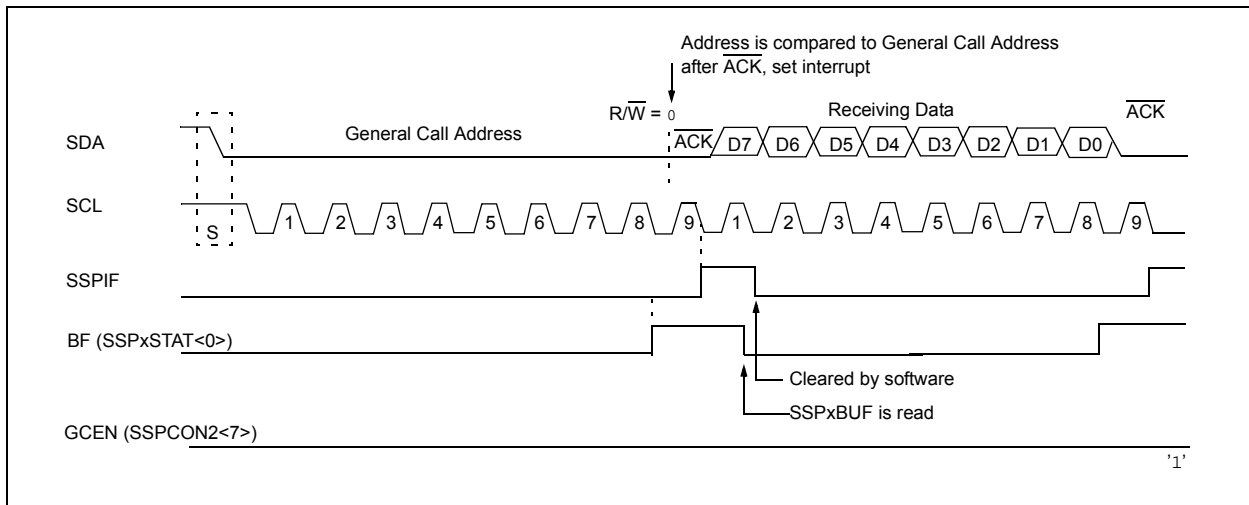 Address is compared to General Call Address
after ACK, set interrupt
R/W = 0
General Call Address
Receiving Data
ACK
SDA
ACK D7 D6 D5 D4 D3 D2 D1 D0
SCL
S
1 2 3 4 5 6 7 8 9 1 2 3 4 5 6 7 8 9
SSPIF
BF (SSPxSTAT<0>)
Cleared by software
SSPxBUF is read
GCEN (SSPCON2<7>)
'1'